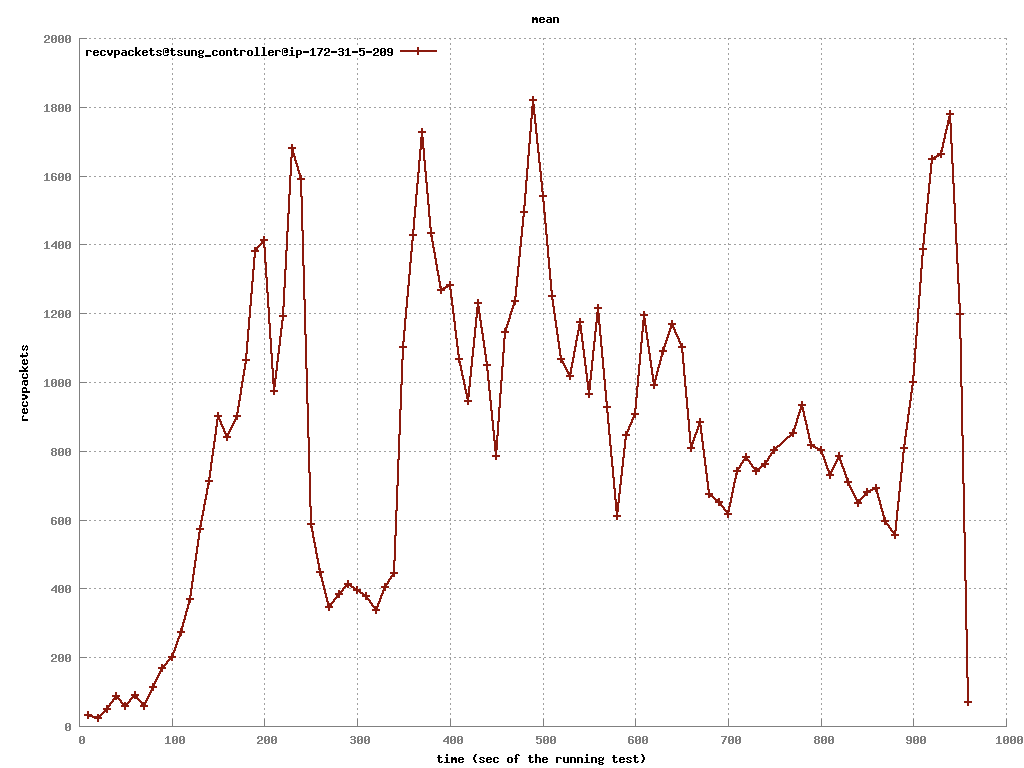 mean
2000
recvpackets@tsung_controller@ip-172-31-5-209
1800
1600
1400
1200
1000
recvpackets
800
600
400
200
0
0 100 200 300 400 500 600 700 800 900 1000
time (sec of the running test)